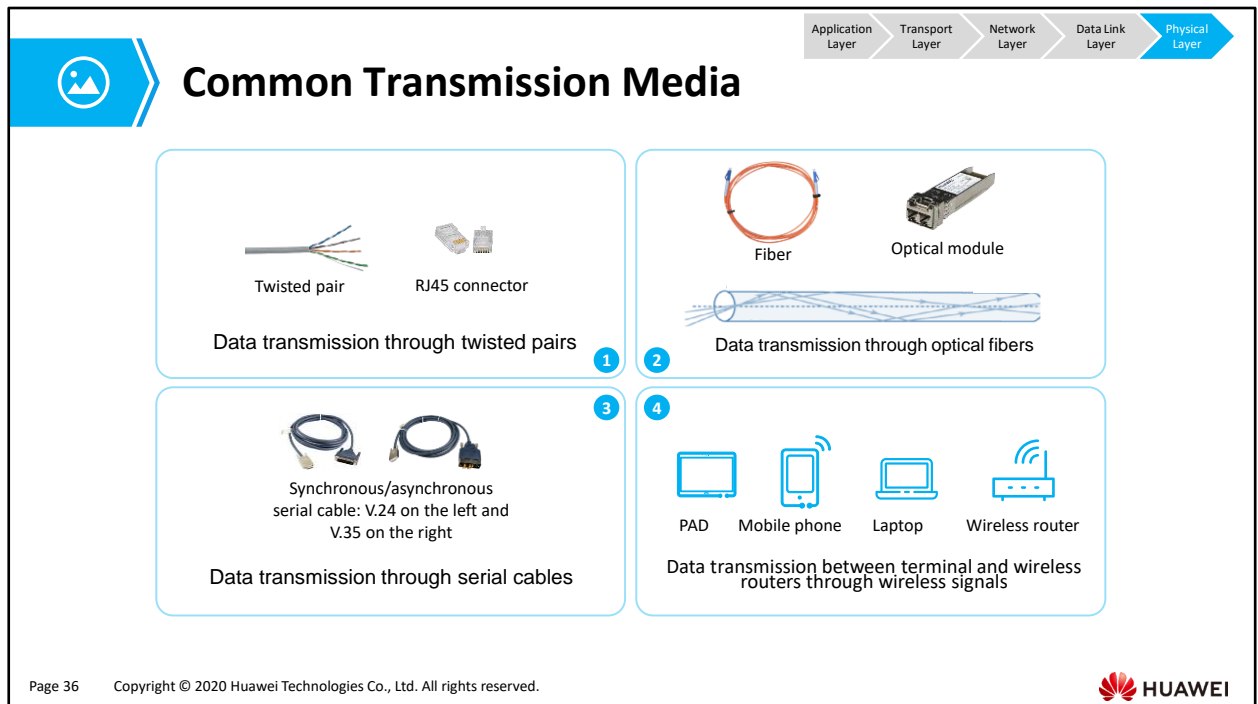 Application
Layer
Transport
Layer
Network
Layer
Data Link
Layer
Physical
Layer
Common Transmission Media
Twisted pair
RJ45 connector
Data transmission through twisted pairs
1
Fiber
Optical module
Data transmission through optical fibers
2
3
Synchronous/asynchronous
serial cable: V.24 on the left and
V.35 on the right
Data transmission through serial cables
4
PAD
Mobile phone
Laptop
Wireless router
Data transmission between terminal and wireless
routers through wireless signals
Page 36
Copyright © 2020 Huawei Technologies Co., Ltd. All rights reserved.
HUAWEI